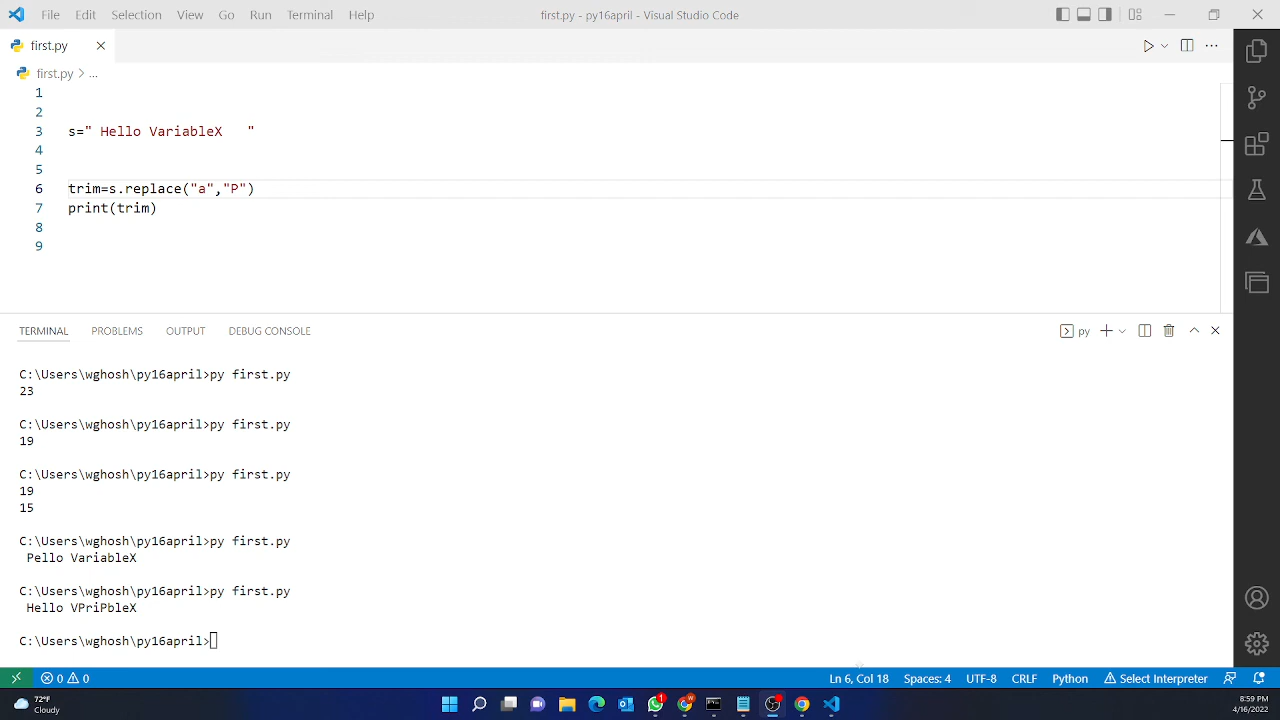 File Edit Selection View Go Run Terminal Help first.py - py16april - Visual Studio Code
first.py
first.py > ...
1
2
3 s=" Hello VariableX   "
4
5
6 trim=s.replace("a","P")
7 print(trim)
8
9
TERMINAL PROBLEMS OUTPUT DEBUG CONSOLE py
C:\Users\wghosh\py16april>py first.py
23
C:\Users\wghosh\py16april>py first.py
19
C:\Users\wghosh\py16april>py first.py
19
15
C:\Users\wghosh\py16april>py first.py
 Pello VariableX
C:\Users\wghosh\py16april>py first.py
 Hello VPriPbleX
C:\Users\wghosh\py16april>
0 0 Ln 6, Col 18 Spaces: 4 UTF-8 CRLF Python Select Interpreter
72°F
Cloudy
1
8:59 PM
4/16/2022